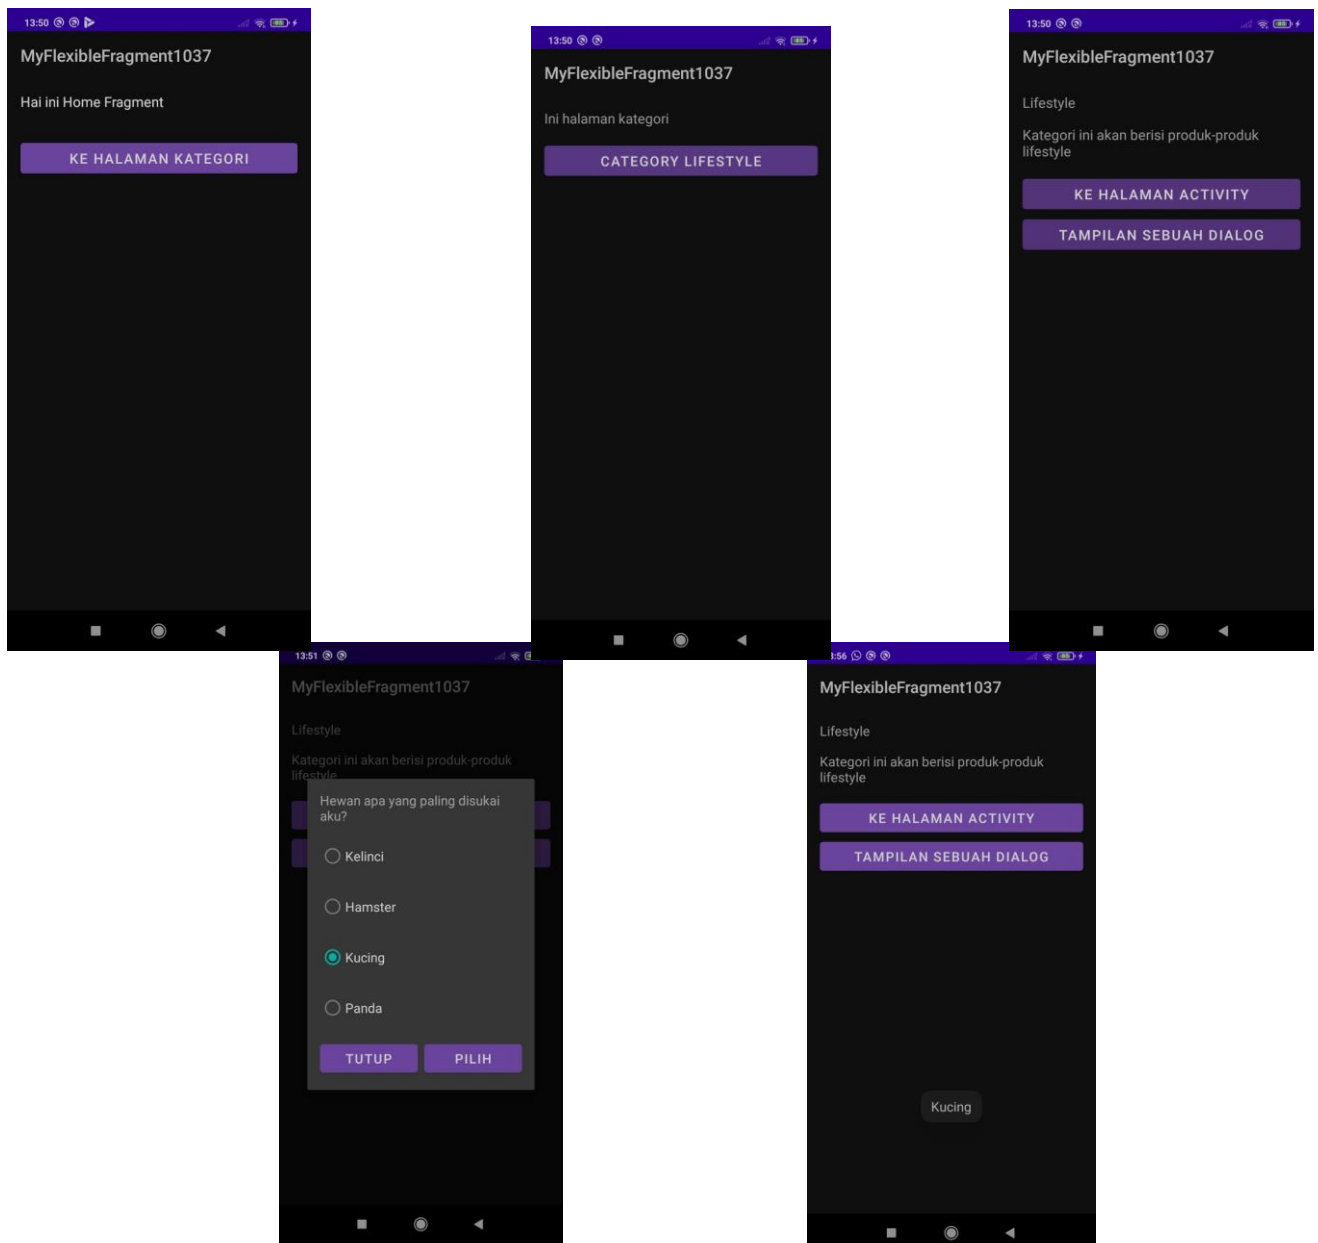 13:50
MyFlexibleFragment1037
Hai ini Home Fragment
KE HALAMAN KATEGORI
13:50
MyFlexibleFragment1037
Ini halaman kategori
CATEGORY LIFESTYLE
13:50
MyFlexibleFragment1037
Lifestyle
Kategori ini akan berisi produk-produk
lifestyle
KE HALAMAN ACTIVITY
TAMPILAN SEBUAH DIALOG
13:51
MyFlexibleFragment1037
Lifestyle
Kategori ini akan berisi produk-produk
lifestyle
Hewan apa yang paling disukai
aku?
Kelinci
Hamster
Kucing
Panda
TUTUP PILIH
:56
MyFlexibleFragment1037
Lifestyle
Kategori ini akan berisi produk-produk
lifestyle
KE HALAMAN ACTIVITY
TAMPILAN SEBUAH DIALOG
Kucing